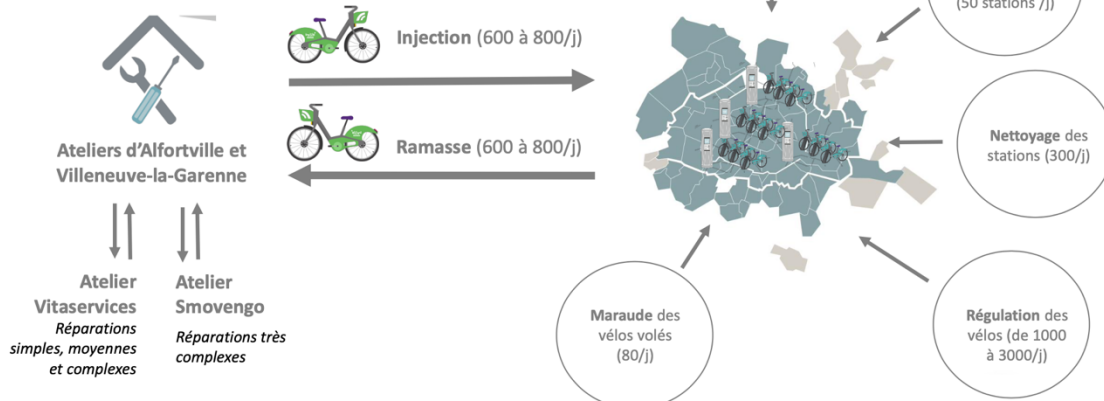 (50 stations /j)
Injection (600 à 800/j)
Ramasse (600 à 800/j)
Ateliers d'Alfortville et
Villeneuve-la-Garenne
Nettoyage des
stations (300/j)
Atelier
Vitaservices
Réparations
simples, moyennes
et complexes
Atelier
Smovengo
Réparations très
complexes
Maraude des
vélos volés
(80/j)
Régulation des
vélos (de 1000
à 3000/j)